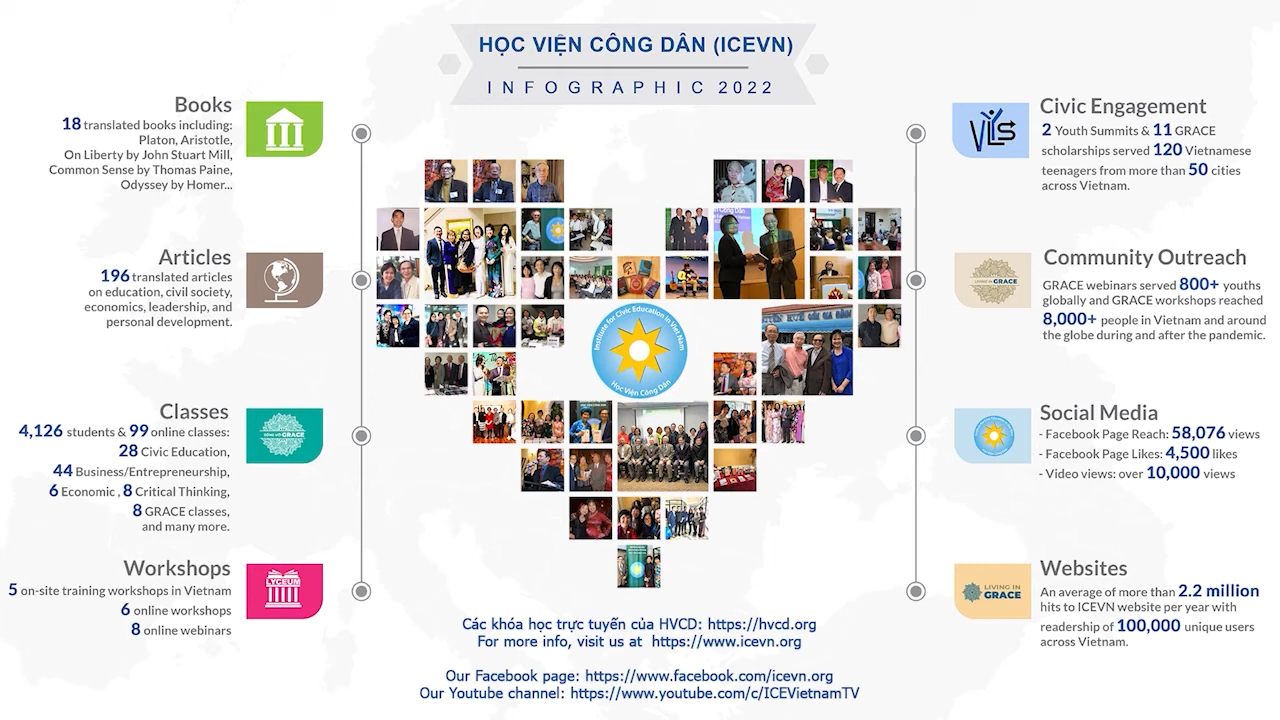 HỌC VIỆN CÔNG DÂN (ICEVN)
INFOGRAPHIC 2022
Books
18 translated books including:
Platon, Aristotle,
On Liberty by John Stuart Mill,
Common Sense by Thomas Paine,
Odyssey by Homer...
Articles
196 translated articles
on education, civil society,
economics, leadership, and
personal development.
Classes
4,126 students & 99 online classes:
28 Civic Education,
44 Business/Entrepreneurship,
6 Economic , 8 Critical Thinking,
8 GRACE classes,
and many more.
Workshops
LYCEUM
5 on-site training workshops in Vietnam
6 online workshops
8 online webinars
Institute for Civic Education in Viet Nam
Học Viện Công Dân
Civic Engagement
VYLS
2 Youth Summits & 11 GRACE
scholarships served 120 Vietnamese
teenagers from more than 50 cities
across Vietnam.
Community Outreach
LIVING IN GRACE
GRACE webinars served 800+ youths
globally and GRACE workshops reached
8,000+ people in Vietnam and around
the globe during and after the pandemic.
Social Media
- Facebook Page Reach: 58,076 views
- Facebook Page Likes: 4,500 likes
- Video views: over 10,000 views
Websites
LIVING IN
GRACE
An average of more than 2.2 million
hits to ICEVN website per year with
readership of 100,000 unique users
across Vietnam.
Các khóa học trực tuyến của HVCD: https://hvcd.org
For more info, visit us at https://www.icevn.org
Our Facebook page: https://www.facebook.com/icevn.org
Our Youtube channel: https://www.youtube.com/c/ICEVietnamTV